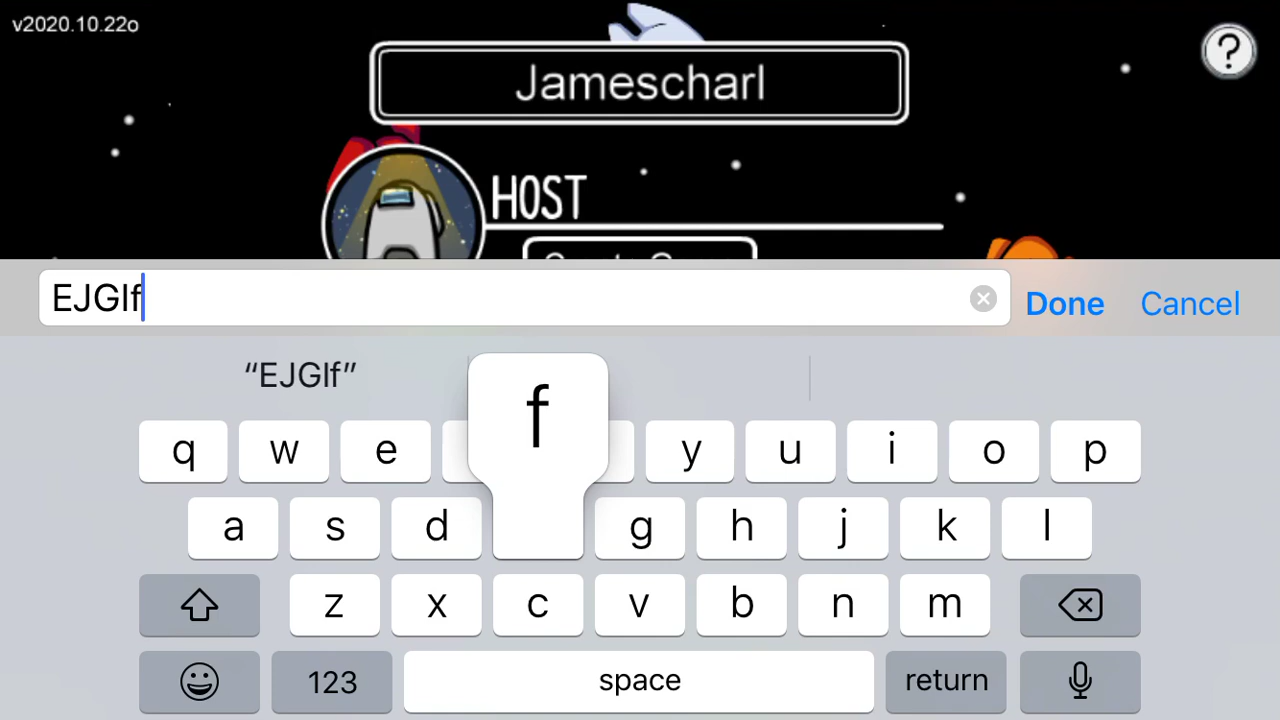 v2020.10.22o
?
Jamescharl
HOST
EJGIf
Done
Cancel
“EJGIf”
f
q w e y u i o p
a s d g h j k l
z x c v b n m
123
space
return